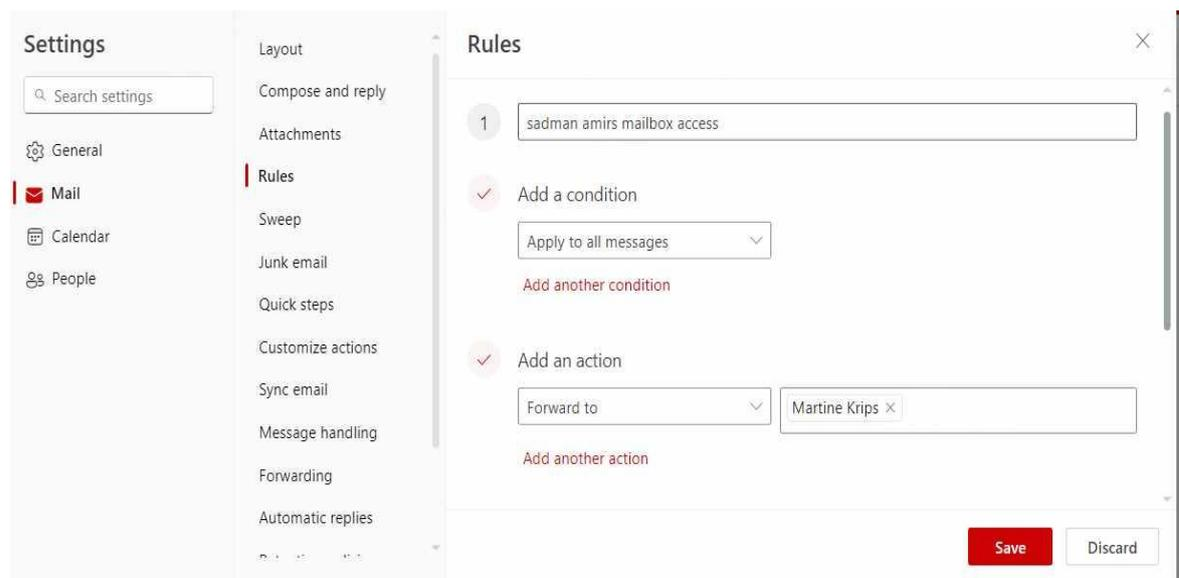 Settings
Search settings
General
Mail
Calendar
People
Layout
Compose and reply
Attachments
Rules
Sweep
Junk email
Quick steps
Customize actions
Sync email
Message handling
Forwarding
Automatic replies
Rules
1
sadman amirs mailbox access
Add a condition
Apply to all messages
Add another condition
Add an action
Forward to
Martine Krips
Add another action
Save
Discard